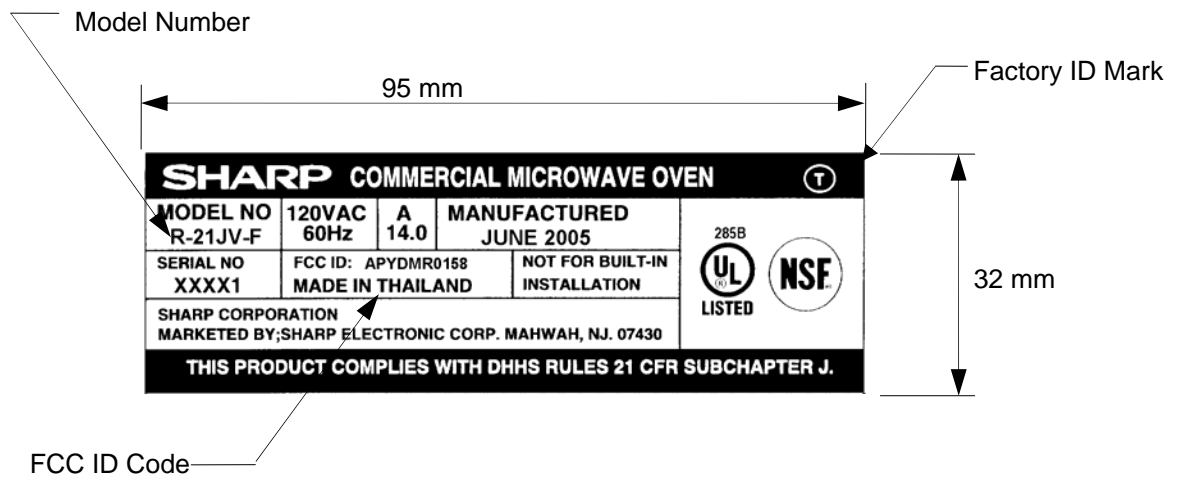 Model Number
95 mm
Factory ID Mark
SHARP COMMERCIAL MICROWAVE OVEN T
MODEL NO
R-21JV-F
120VAC
60Hz
A
14.0
MANUFACTURED
JUNE 2005
SERIAL NO
XXXX1
FCC ID: APYDMR0158
MADE IN THAILAND
NOT FOR BUILT-IN
INSTALLATION
285B
UL
®
LISTED
NSF
32 mm
SHARP CORPORATION
MARKETED BY;SHARP ELECTRONIC CORP. MAHWAH, NJ. 07430
THIS PRODUCT COMPLIES WITH DHHS RULES 21 CFR SUBCHAPTER J.
FCC ID Code